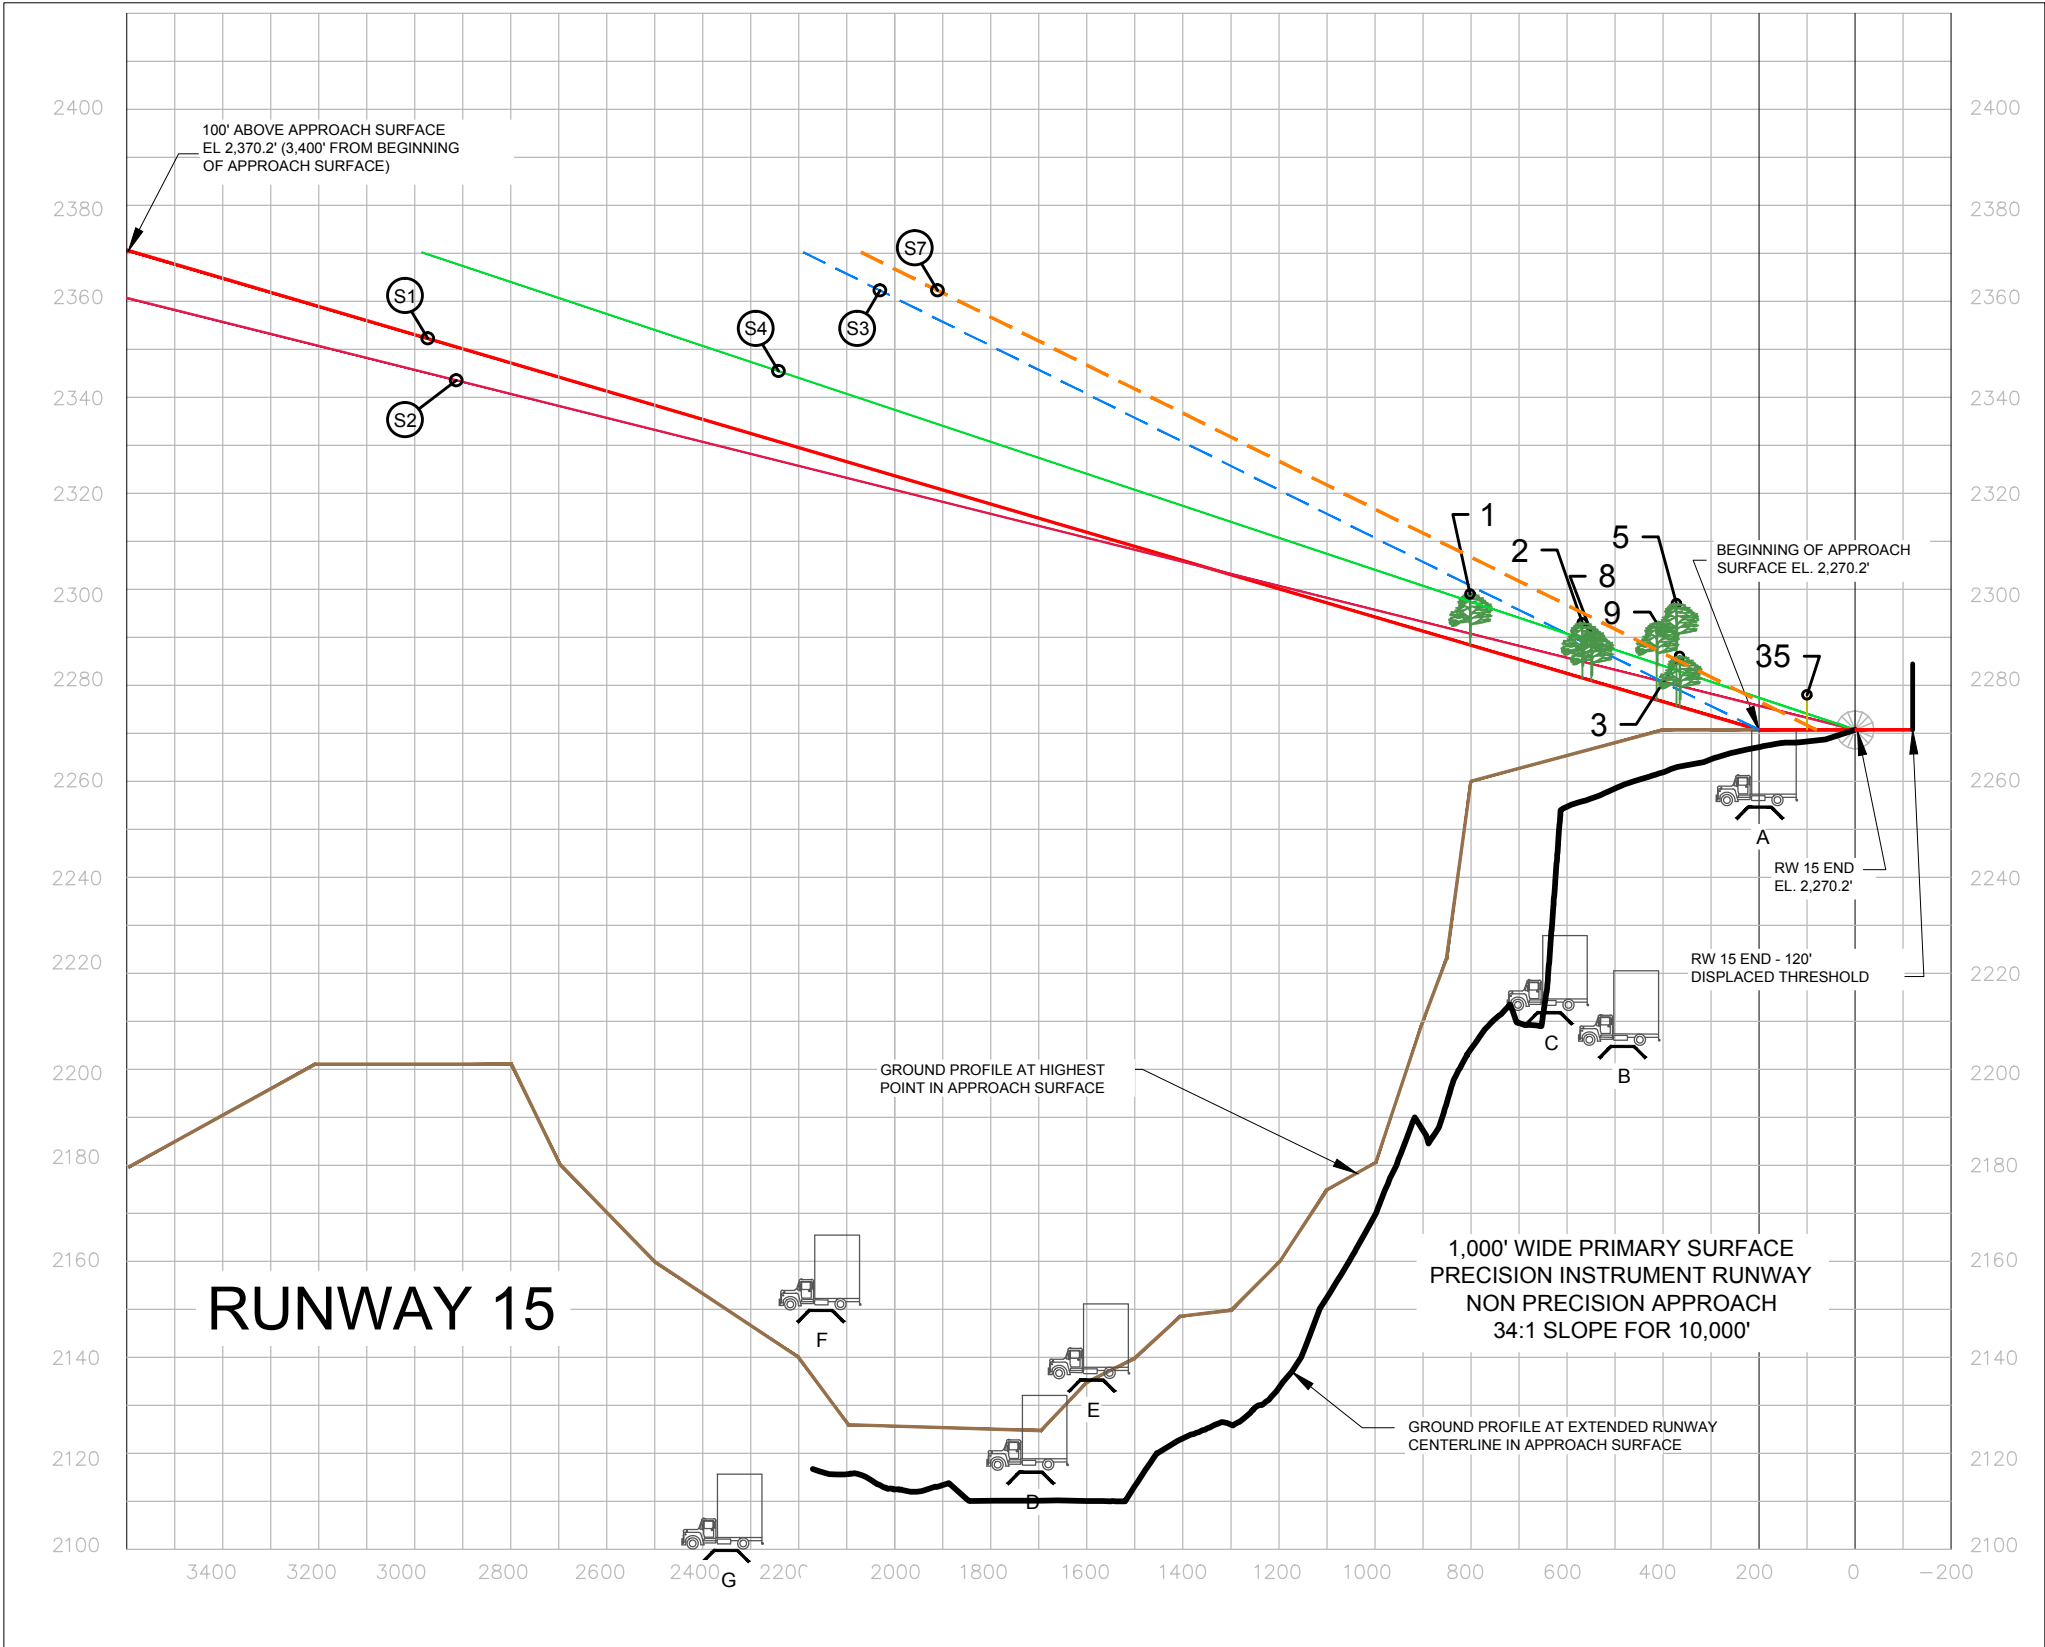 2400
2400
100' ABOVE APPROACH SURFACE
EL 2,370.2' (3,400' FROM BEGINNING
OF APPROACH SURFACE)
2380
2380
S7
S1
S4
S3
2360
2360
S2
2340
2340
2320
2320
1
2
5
8
9
BEGINNING OF APPROACH
SURFACE EL. 2,270.2'
2300
2300
35
3
2280
2280
2260
2260
A
RW 15 END
EL. 2,270.2'
2240
2240
RW 15 END - 120'
DISPLACED THRESHOLD
2220
2220
C
B
GROUND PROFILE AT HIGHEST
POINT IN APPROACH SURFACE
2200
2200
2180
2180
1,000' WIDE PRIMARY SURFACE
PRECISION INSTRUMENT RUNWAY
NON PRECISION APPROACH
34:1 SLOPE FOR 10,000'
2160
2160
RUNWAY 15
F
2140
2140
E
GROUND PROFILE AT EXTENDED RUNWAY
CENTERLINE IN APPROACH SURFACE
2120
2120
D
2100
2100
G
3400 3200 3000 2800 2600 2400 2200 2000 1800 1600 1400 1200 1000 800 600 400 200 0 -200